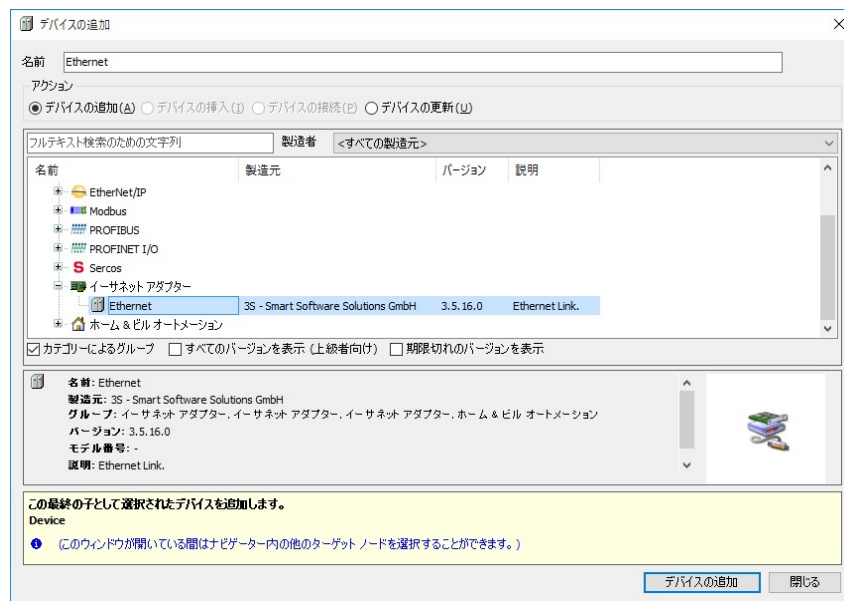 デバイスの追加
名前 Ethernet
アクション
デバイスの追加(A) デバイスの挿入(I) デバイスの接続(P) デバイスの更新(U)
フルテキスト検索のための文字列 製造者 <すべての製造元>
名前 製造元 バージョン 説明
EtherNet/IP
Modbus
PROFIBUS
PROFINET I/O
Sercos
イーサネット アダプター
Ethernet 3S - Smart Software Solutions GmbH 3.5.16.0 Ethernet Link.
ホーム & ビル オートメーション
カテゴリーによるグループ すべてのバージョンを表示 (上級者向け) 期限切れのバージョンを表示
名前: Ethernet
製造元: 3S - Smart Software Solutions GmbH
グループ: イーサネット アダプター, イーサネット アダプター, イーサネット アダプター, ホーム & ビル オートメーション
バージョン: 3.5.16.0
モデル番号: -
説明: Ethernet Link.
この最終の子として選択されたデバイスを追加します。
Device
(このウィンドウが開いている間はナビゲーター内の他のターゲット ノードを選択することができます。)
デバイスの追加 閉じる